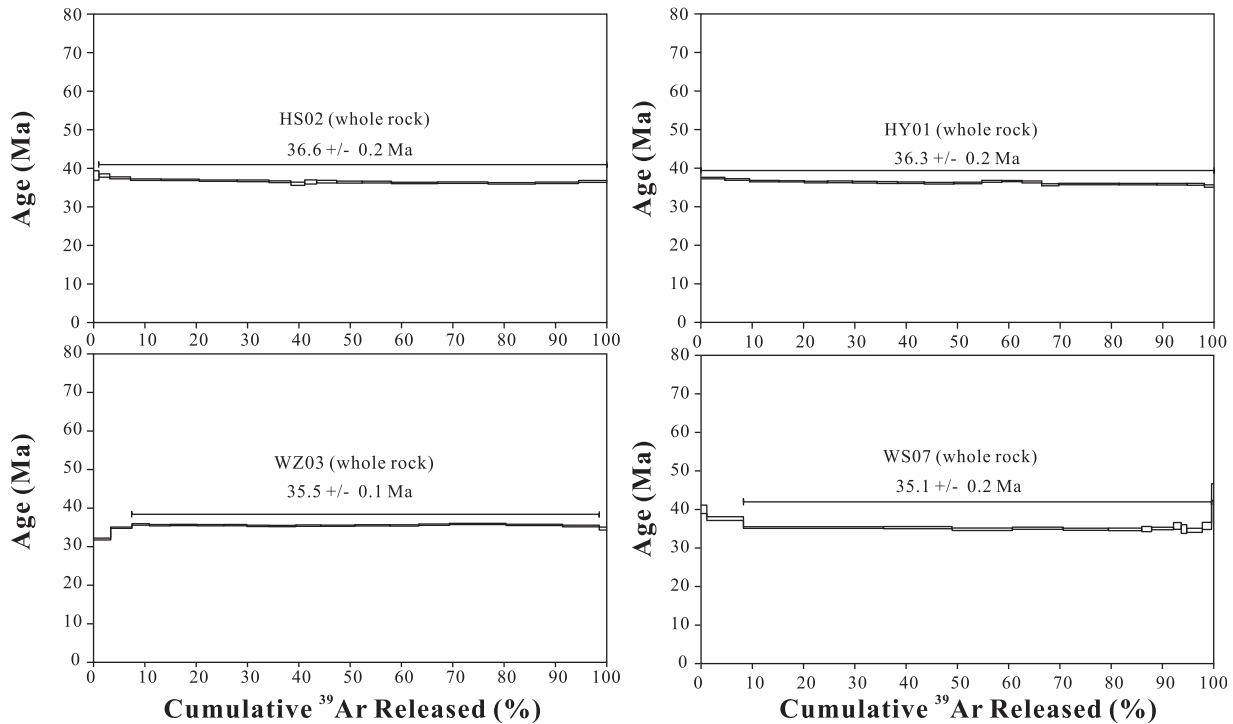 80
70
60
50
40
30
20
10
0
Age (Ma)
HS02 (whole rock)
36.6 +/- 0.2 Ma
0 10 20 30 40 50 60 70 80 90 100
80
70
60
50
40
30
20
10
0
Age (Ma)
HY01 (whole rock)
36.3 +/- 0.2 Ma
0 10 20 30 40 50 60 70 80 90 100
80
70
60
50
40
30
20
10
0
Age (Ma)
WZ03 (whole rock)
35.5 +/- 0.1 Ma
0 10 20 30 40 50 60 70 80 90 100
Cumulative ³⁹Ar Released (%)
80
70
60
50
40
30
20
10
0
Age (Ma)
WS07 (whole rock)
35.1 +/- 0.2 Ma
0 10 20 30 40 50 60 70 80 90 100
Cumulative ³⁹Ar Released (%)